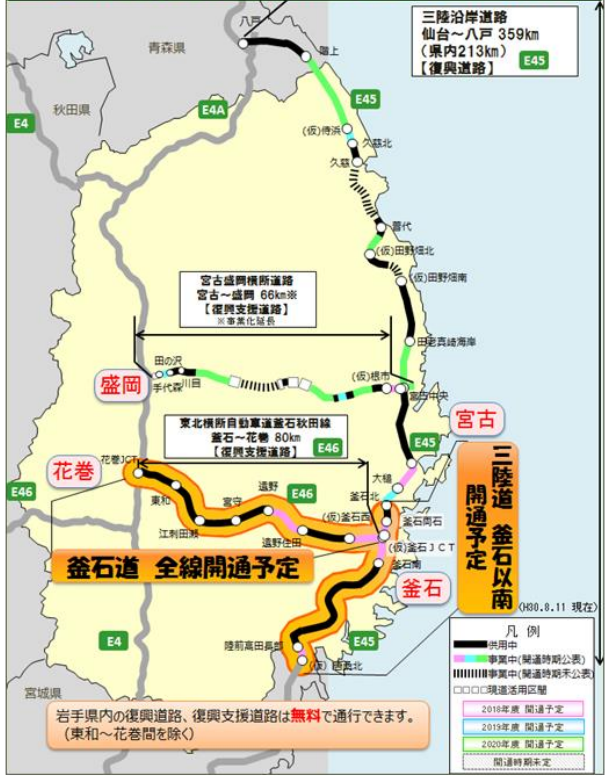 三陸沿岸道路
仙台~八戸 359km
(県内213km)
【復興道路】
E45
八戸
青森県
階上
秋田県
E4A
E45
E4
(仮)侍浜
久慈北
久慈
普代
(仮)田野畑北
(仮)田野畑南
宮古盛岡横断道路
宮古~盛岡 66km※
【復興支援道路】
※事業化延長
田老真崎海岸
田の沢
手代森
川目
(仮)根市
宮古中央
盛岡
宮古
東北横断自動車道釜石秋田線
釜石~花巻 80km
【復興支援道路】
E46
E45
花巻
花巻JCT
大槌
三陸道 釜石以南
開通予定
E46
東和
宮守
遠野
E46
釜石北
江刺田瀬
(仮)釜石西
釜石両石
遠野住田
(仮)釜石JCT
釜石道 全線開通予定
釜石南
釜石
(H30.8.11 現在)
E4
陸前高田長部
E45
宮城県
凡 例
供用中
事業中(開通時期公表)
事業中(開通時期未公表)
現道活用区間
2018年度 開通予定
2019年度 開通予定
2020年度 開通予定
開通時期未定
岩手県内の復興道路、復興支援道路は無料で通行できます。
(東和~花巻間を除く)